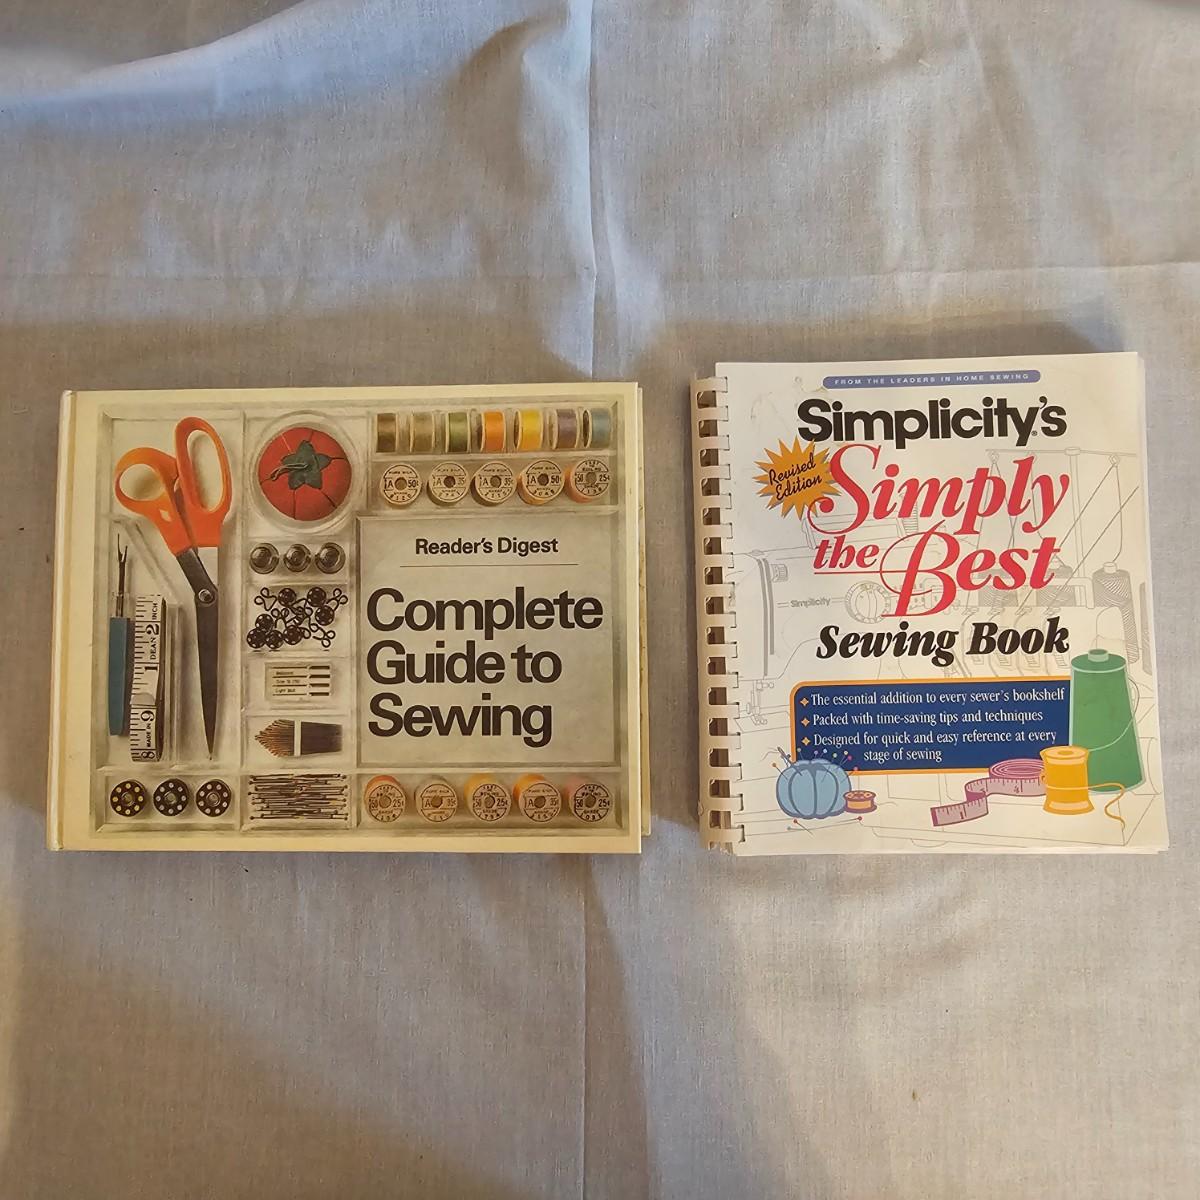 Reader's Digest
Complete
Guide to
Sewing
FROM THE LEADERS IN HOME SEWING
Simplicity's
Revised
Edition
Simply
the Best
Sewing Book
Simplicity
The essential addition to every sewer's bookshelf
Packed with time-saving tips and techniques
Designed for quick and easy reference at every
stage of sewing